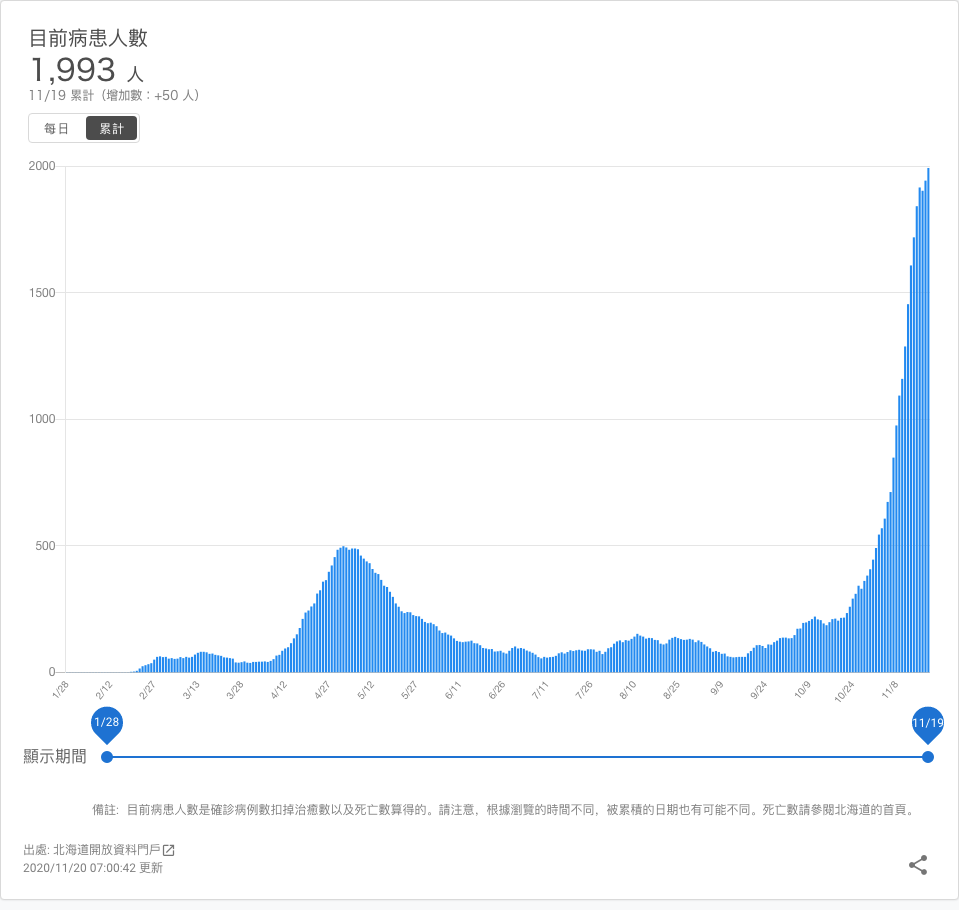 目前病患人數
1,993 人
11/19 累計（增加數：+50 人）
每日 累計
2000
1500
1000
500
0
1/28 2/12 2/27 3/13 3/28 4/12 4/27 5/12 5/27 6/11 6/26 7/11 7/26 8/10 8/25 9/9 9/24 10/9 10/24 11/8
1/28 11/19
顯示期間
備註: 目前病患人數是確診病例數扣掉治癒數以及死亡數算得的。請注意，根據瀏覽的時間不同，被累積的日期也有可能不同。死亡數請參閱北海道的首頁。
出處: 北海道開放資料門戶
2020/11/20 07:00:42 更新